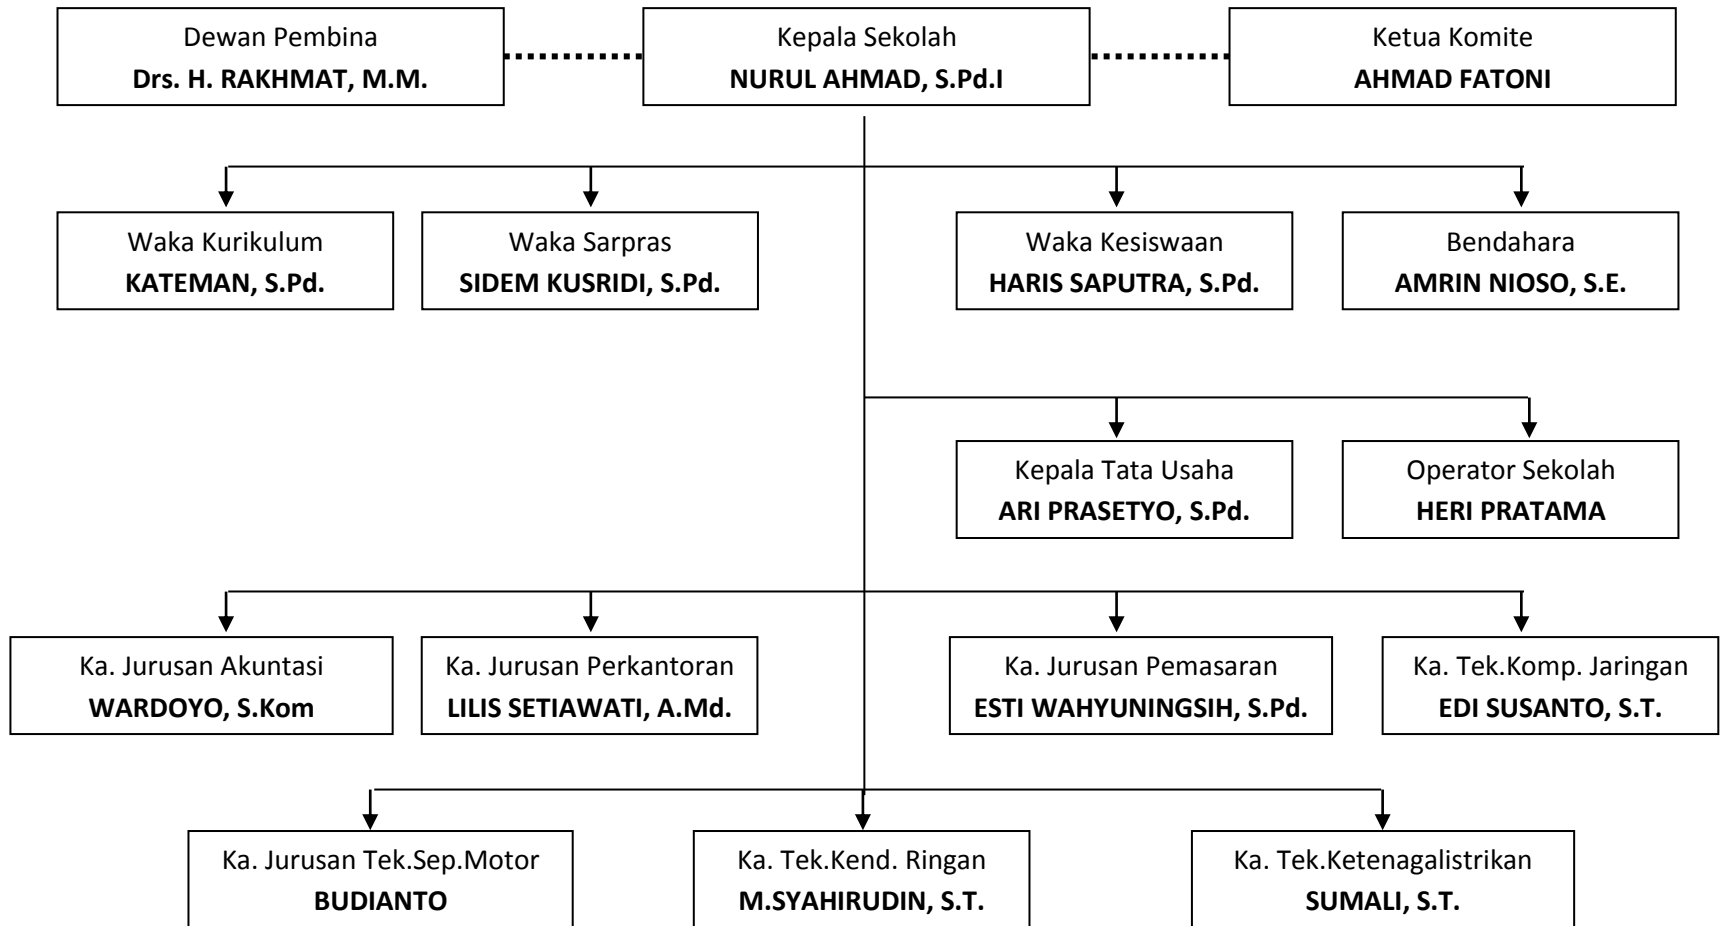 Dewan Pembina
Drs. H. RAKHMAT, M.M.
Kepala Sekolah
NURUL AHMAD, S.Pd.I
Ketua Komite
AHMAD FATONI
Waka Kurikulum
KATEMAN, S.Pd.
Waka Sarpras
SIDEM KUSRIDI, S.Pd.
Waka Kesiswaan
HARIS SAPUTRA, S.Pd.
Bendahara
AMRIN NIOSO, S.E.
Kepala Tata Usaha
ARI PRASETYO, S.Pd.
Operator Sekolah
HERI PRATAMA
Ka. Jurusan Akuntasi
WARDOYO, S.Kom
Ka. Jurusan Perkantoran
LILIS SETIAWATI, A.Md.
Ka. Jurusan Pemasaran
ESTI WAHYUNINGSIH, S.Pd.
Ka. Tek.Komp. Jaringan
EDI SUSANTO, S.T.
Ka. Jurusan Tek.Sep.Motor
BUDIANTO
Ka. Tek.Kend. Ringan
M.SYAHIRUDIN, S.T.
Ka. Tek.Ketenagalistrikan
SUMALI, S.T.